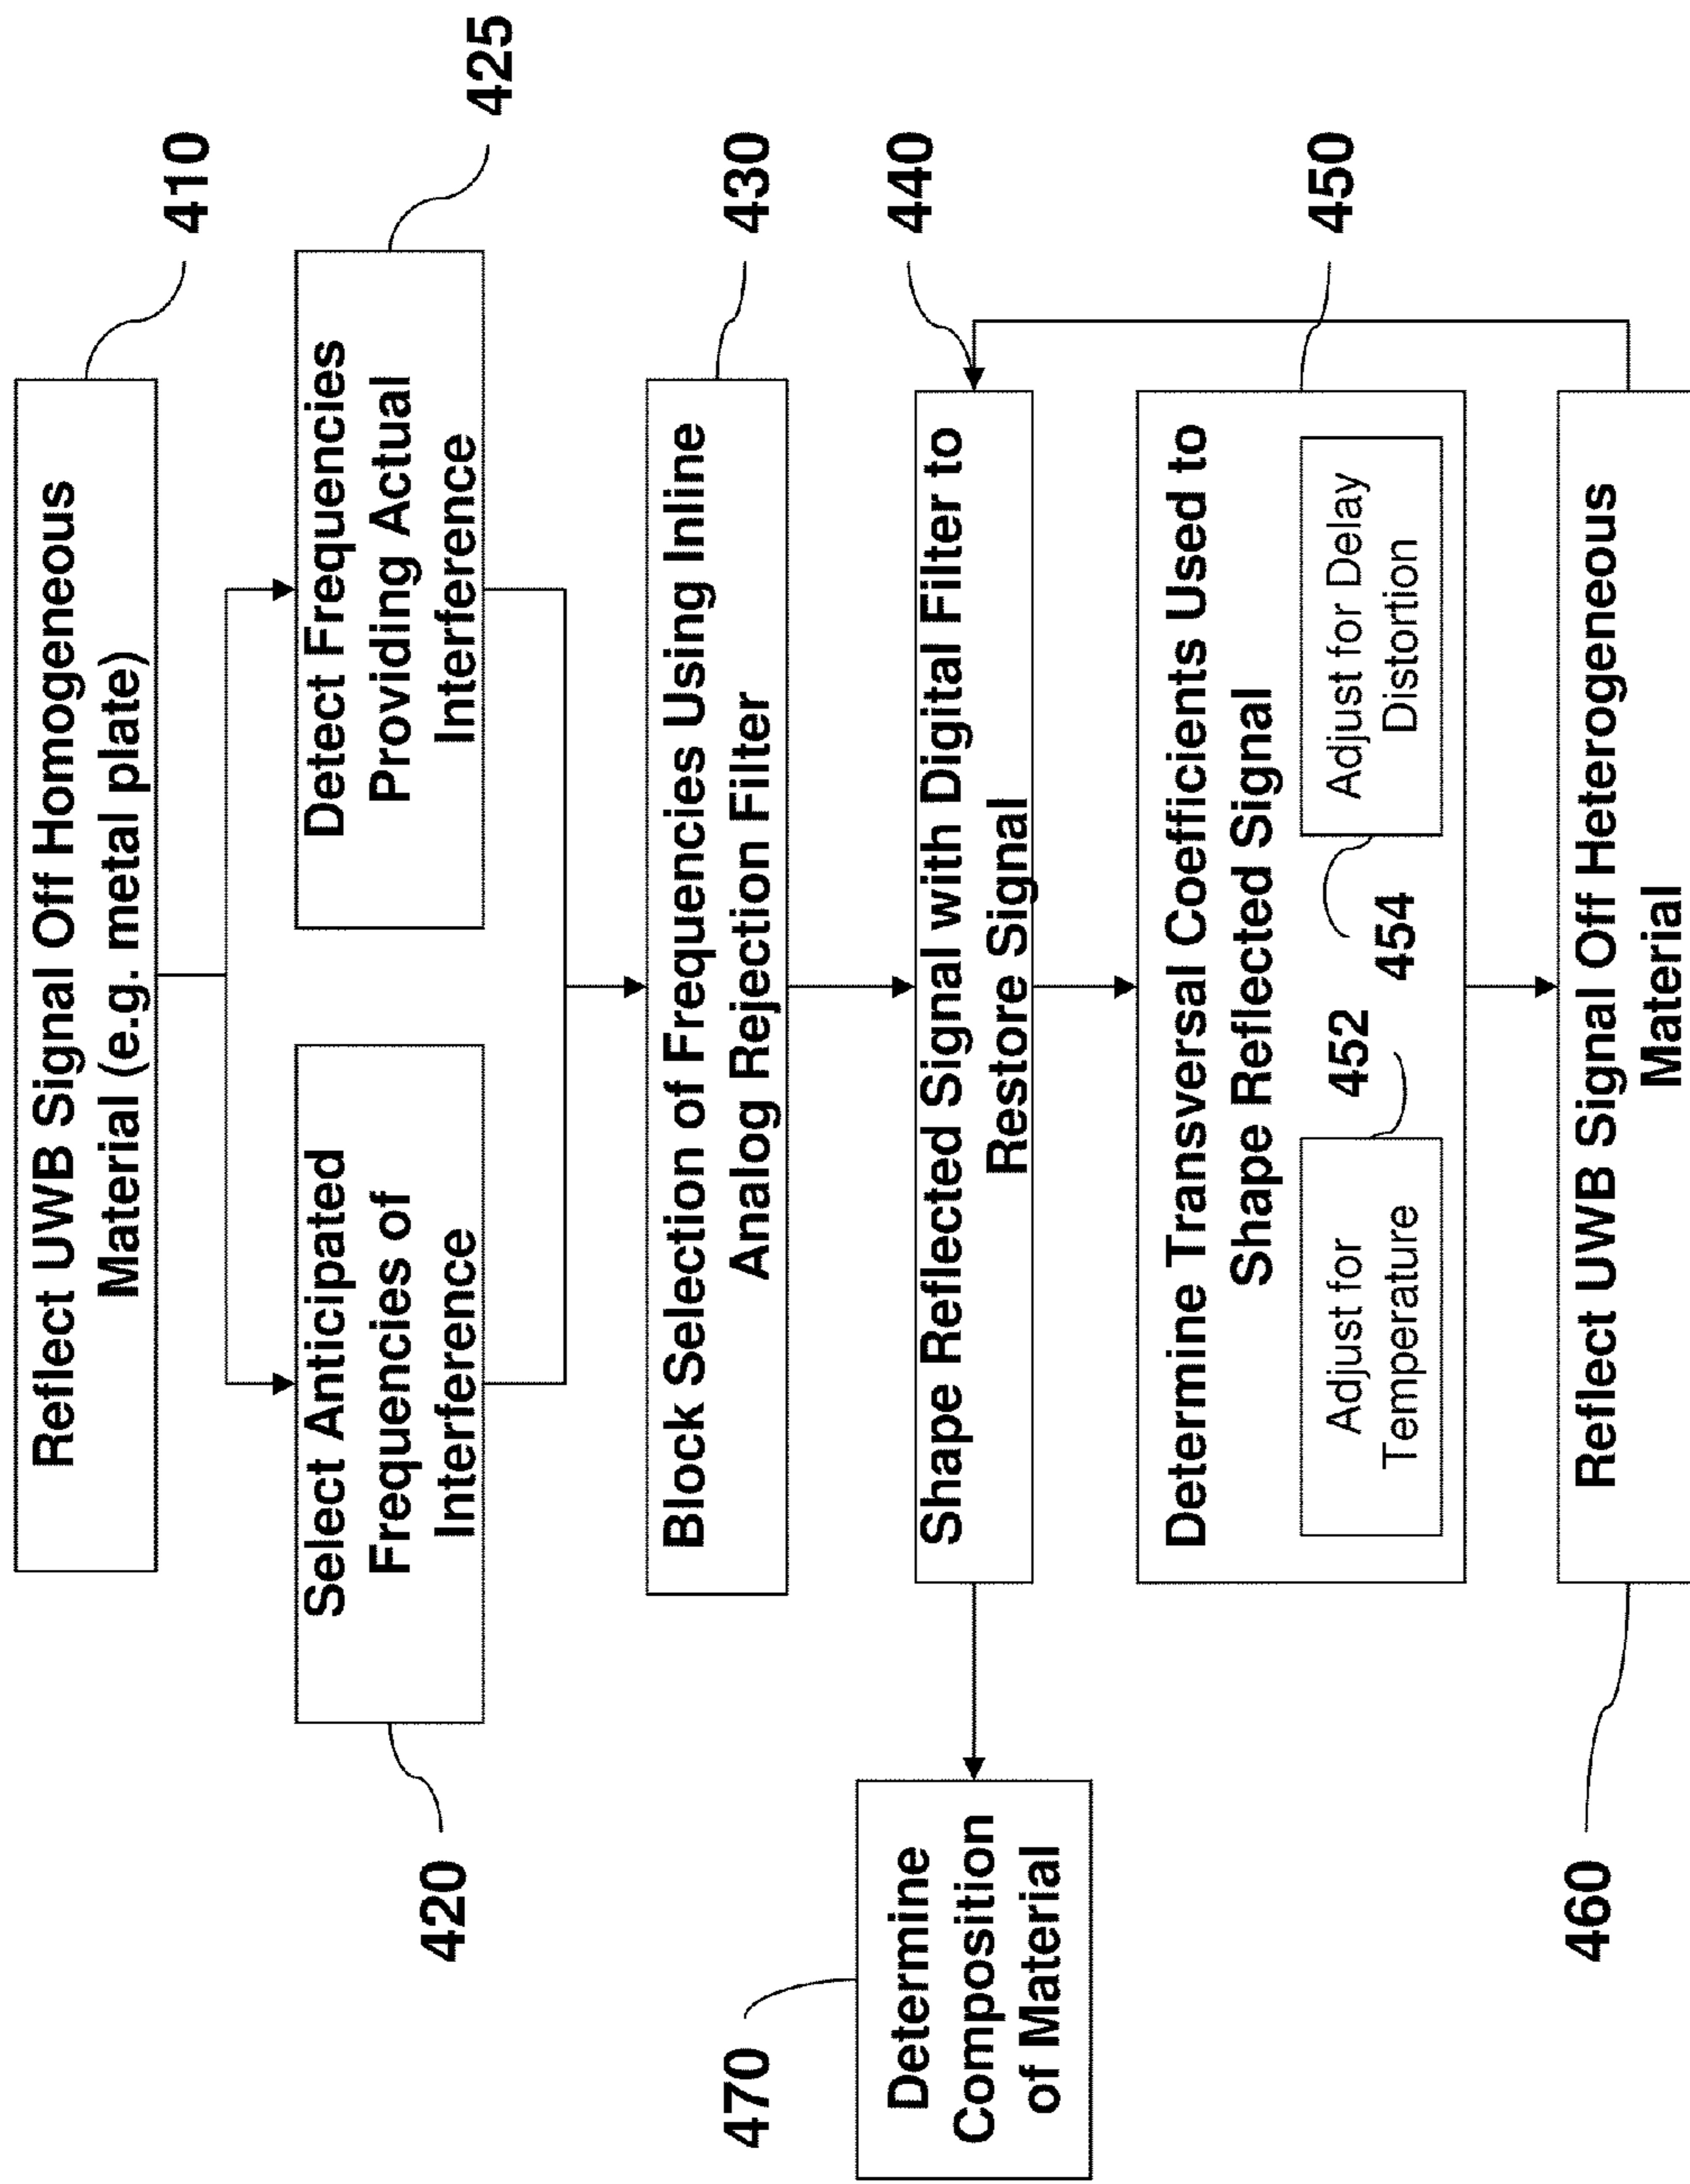 Reflect UWB Signal Off Homogeneous
Material (e.g. metal plate)
410
Select Anticipated
Frequencies of
Interference
420
Detect Frequencies
Providing Actual
Interference
425
Block Selection of Frequencies Using Inline
Analog Rejection Filter
430
Shape Reflected Signal with Digital Filter to
Restore Signal
440
Determine
Composition
of Material
470
Determine Transversal Coefficients Used to
Shape Reflected Signal
450
Adjust for
Temperature
452
Adjust for Delay
Distortion
454
Reflect UWB Signal Off Heterogeneous
Material
460